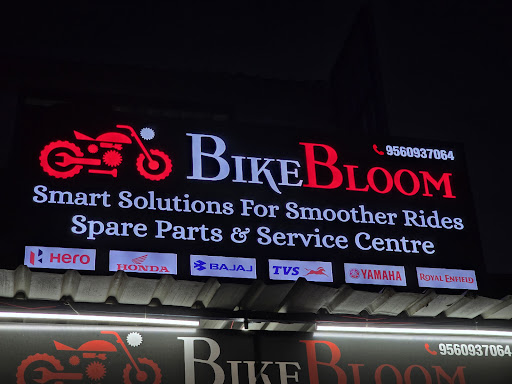 BIKEBLOOM
9560937064
Smart Solutions For Smoother Rides
Spare Parts & Service Centre
Hero
HONDA
BAJAJ
TVS
YAMAHA
ROYAL ENFIELD
BIKEBLOOM
9560937064